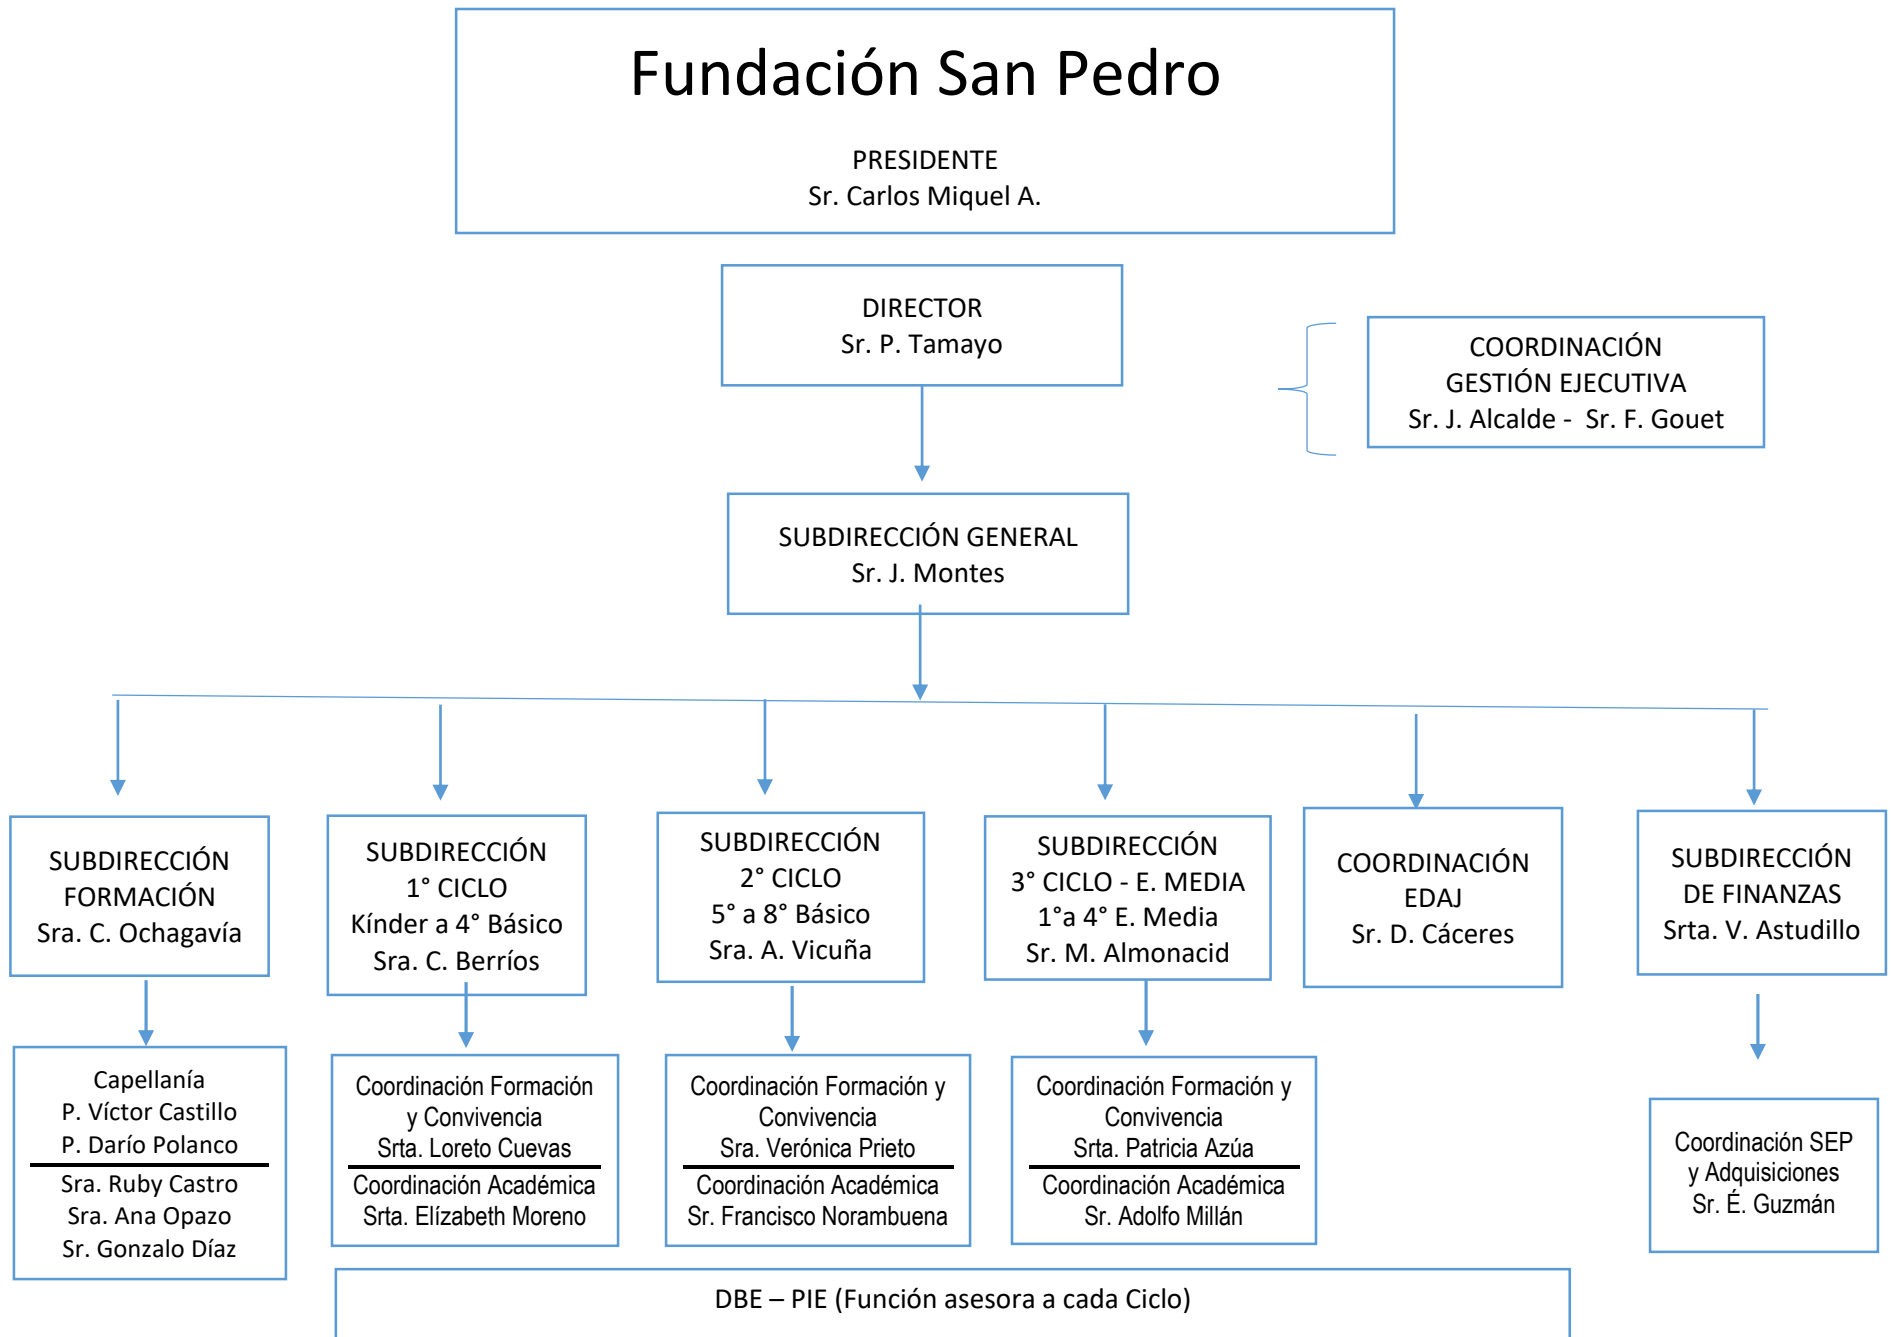 Fundación San Pedro
PRESIDENTE
Sr. Carlos Miquel A.
DIRECTOR
Sr. P. Tamayo
COORDINACIÓN
GESTIÓN EJECUTIVA
Sr. J. Alcalde - Sr. F. Gouet
SUBDIRECCIÓN GENERAL
Sr. J. Montes
SUBDIRECCIÓN
FORMACIÓN
Sra. C. Ochagavía
SUBDIRECCIÓN
1° CICLO
Kínder a 4° Básico
Sra. C. Berríos
SUBDIRECCIÓN
2° CICLO
5° a 8° Básico
Sra. A. Vicuña
SUBDIRECCIÓN
3° CICLO - E. MEDIA
1°a 4° E. Media
Sr. M. Almonacid
COORDINACIÓN
EDAJ
Sr. D. Cáceres
SUBDIRECCIÓN
DE FINANZAS
Srta. V. Astudillo
Capellanía
P. Víctor Castillo
P. Darío Polanco
Sra. Ruby Castro
Sra. Ana Opazo
Sr. Gonzalo Díaz
Coordinación Formación
y Convivencia
Srta. Loreto Cuevas
Coordinación Académica
Srta. Elízabeth Moreno
Coordinación Formación y
Convivencia
Sra. Verónica Prieto
Coordinación Académica
Sr. Francisco Norambuena
Coordinación Formación y
Convivencia
Srta. Patricia Azúa
Coordinación Académica
Sr. Adolfo Millán
Coordinación SEP
y Adquisiciones
Sr. É. Guzmán
DBE – PIE (Función asesora a cada Ciclo)